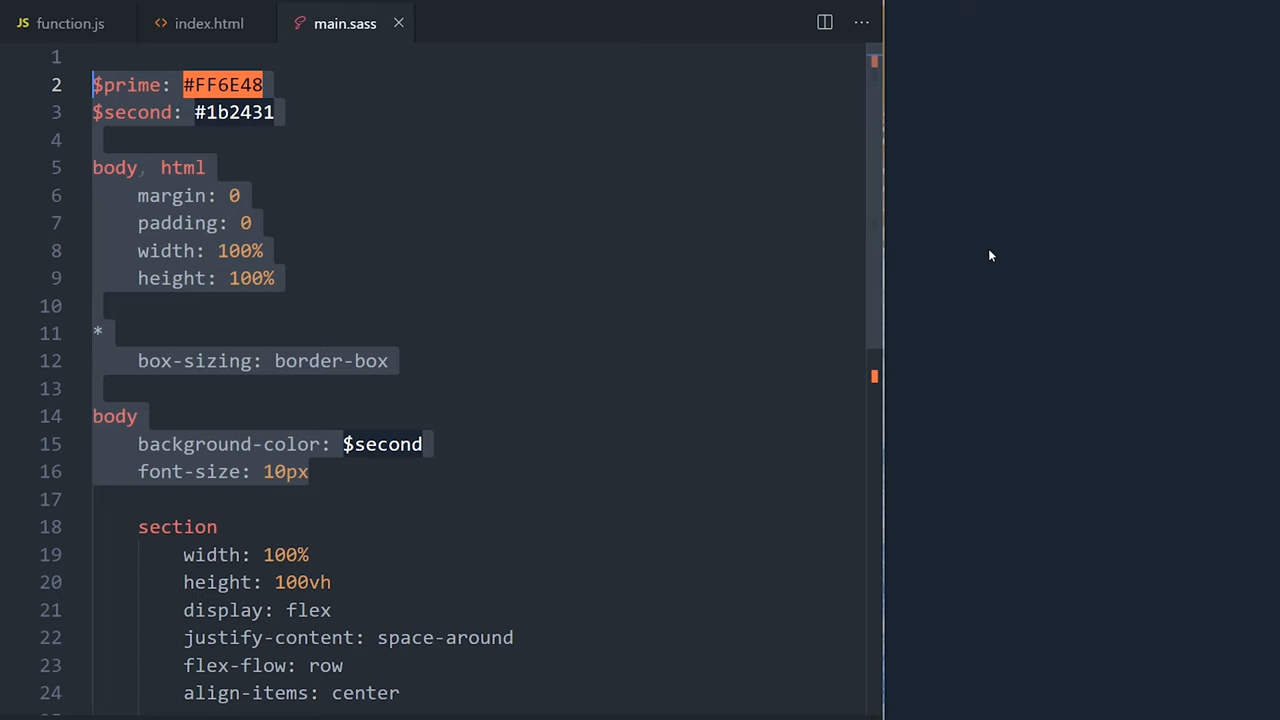 JS function.js <> index.html main.sass
1
2 $prime: #FF6E48
3 $second: #1b2431
4
5 body, html
6 margin: 0
7 padding: 0
8 width: 100%
9 height: 100%
10
11 *
12 box-sizing: border-box
13
14 body
15 background-color: $second
16 font-size: 10px
17
18 section
19 width: 100%
20 height: 100vh
21 display: flex
22 justify-content: space-around
23 flex-flow: row
24 align-items: center